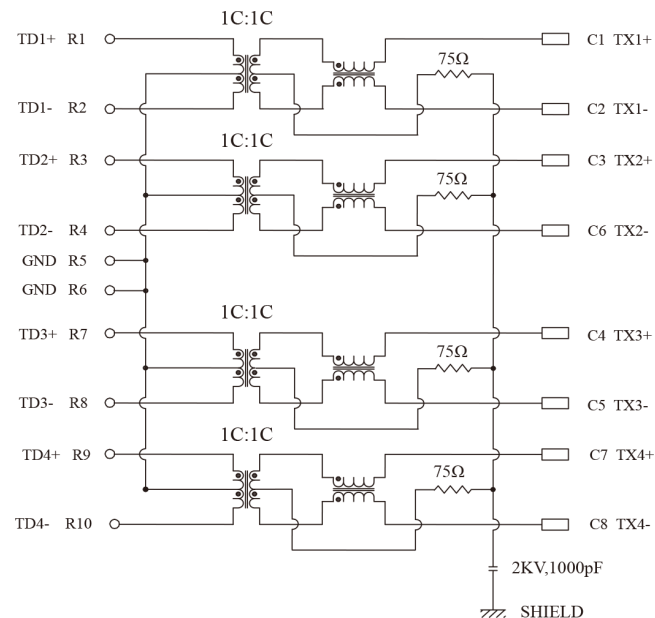 1C:1C
TD1+ R1 C1 TX1+
75Ω
TD1- R2 C2 TX1-
1C:1C
TD2+ R3 C3 TX2+
75Ω
TD2- R4 C6 TX2-
GND R5
GND R6
1C:1C
TD3+ R7 C4 TX3+
75Ω
TD3- R8 C5 TX3-
1C:1C
TD4+ R9 C7 TX4+
75Ω
TD4- R10 C8 TX4-
2KV,1000pF
SHIELD